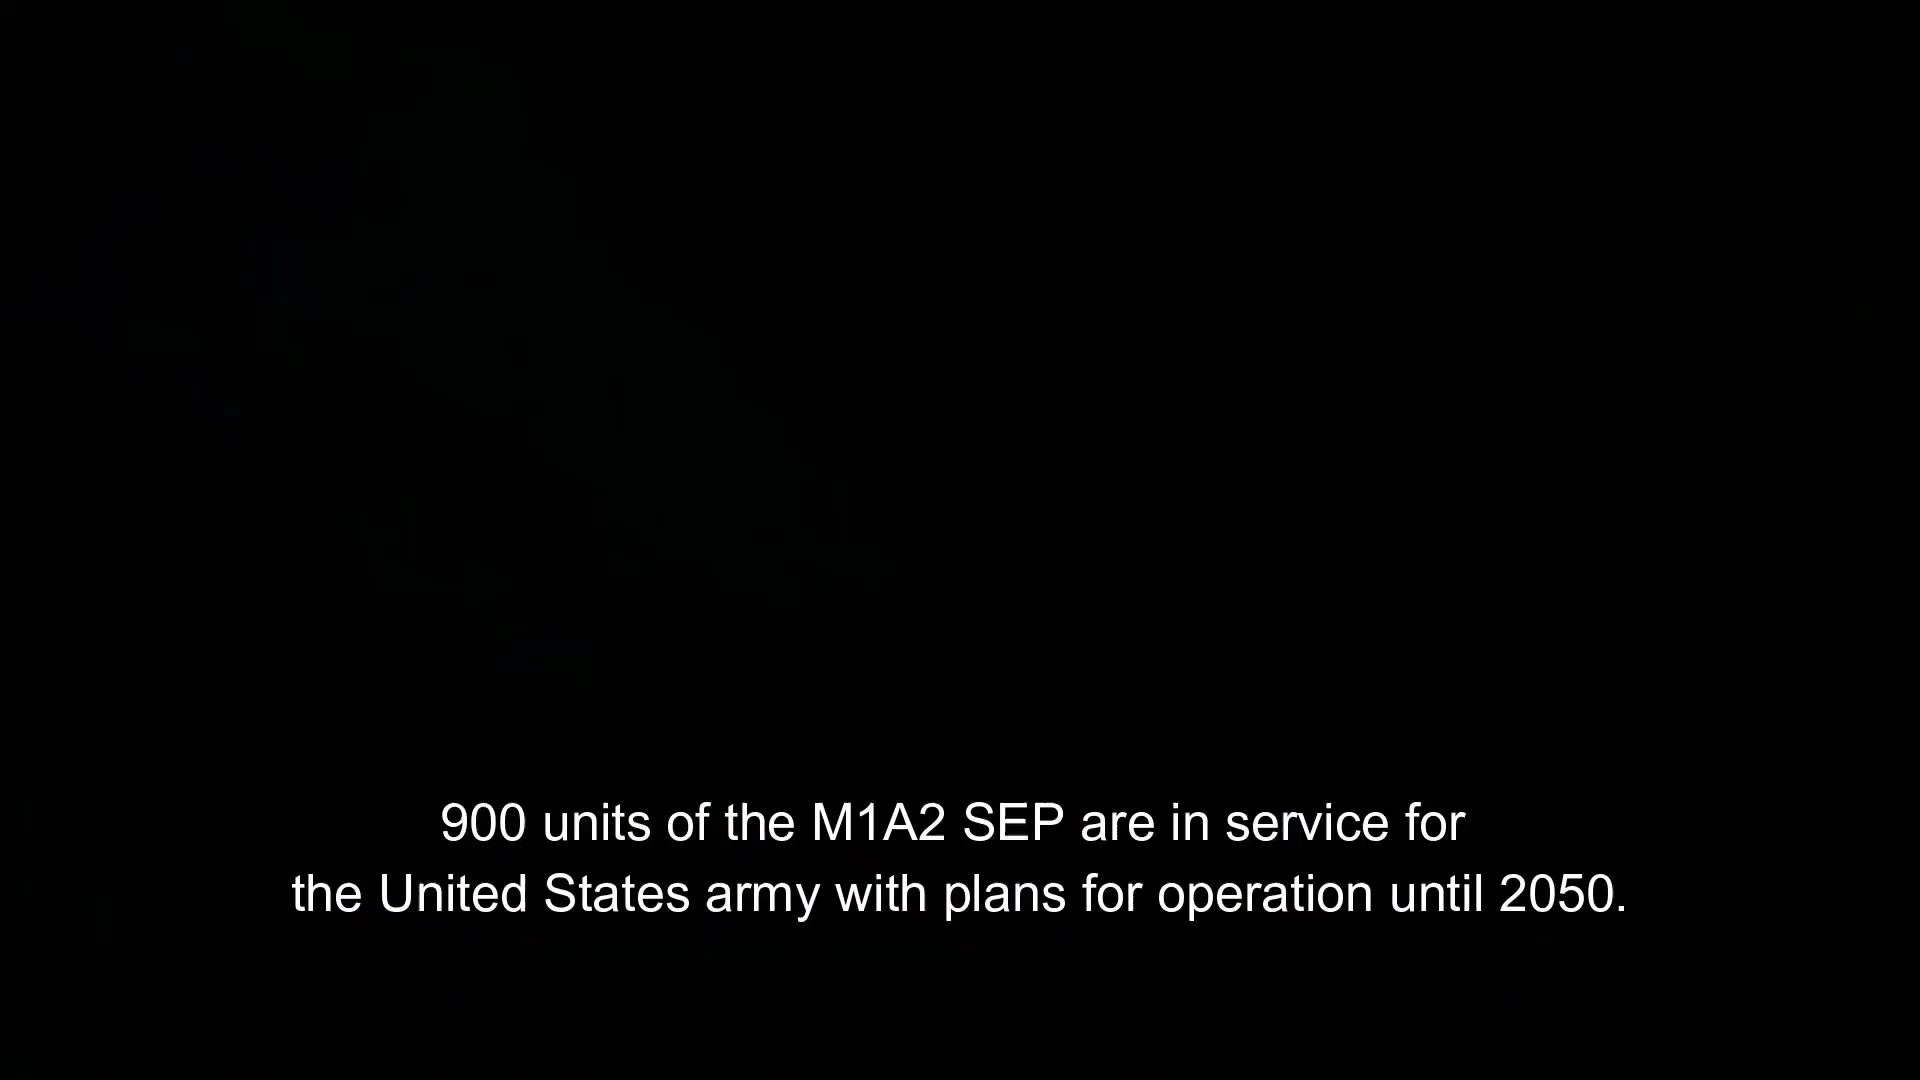 900 units of the M1A2 SEP are in service for
the United States army with plans for operation until 2050.